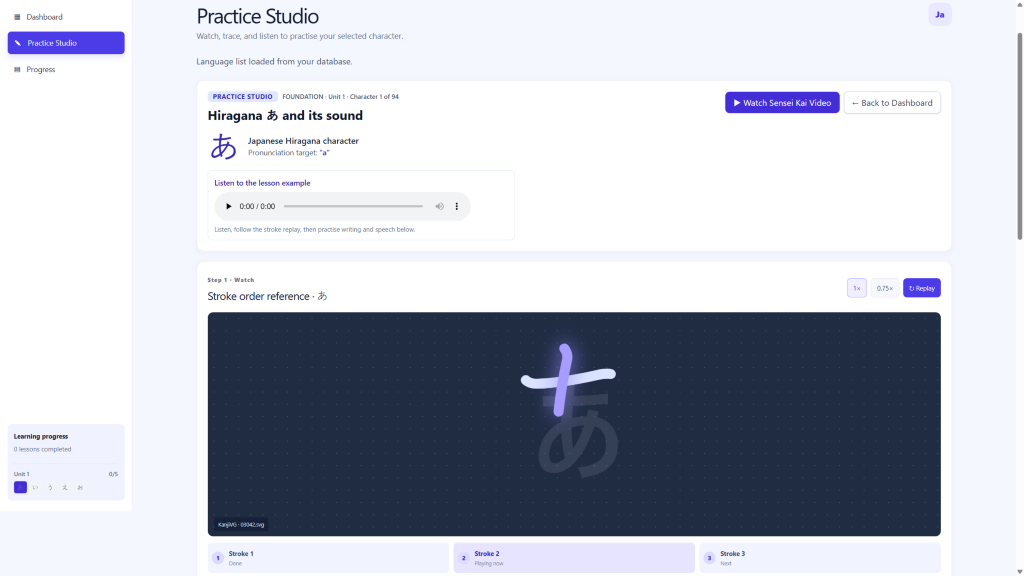 Dashboard
Practice Studio
Progress
Learning progress
0 lessons completed
Unit 1 0/5
い う え お
Practice Studio
Watch, trace, and listen to practise your selected character.
Ja
Language list loaded from your database.
PRACTICE STUDIO FOUNDATION · Unit 1 · Character 1 of 94
Hiragana あ and its sound
▶ Watch Sensei Kai Video
← Back to Dashboard
あ
Japanese Hiragana character
Pronunciation target: "a"
Listen to the lesson example
0:00 / 0:00
Listen, follow the stroke replay, then practise writing and speech below.
Step 1 · Watch
Stroke order reference · あ
1× 0.75× ↻ Replay
あ
KanjiVG · 03042.svg
1 Stroke 1
Done
2 Stroke 2
Playing now
3 Stroke 3
Next